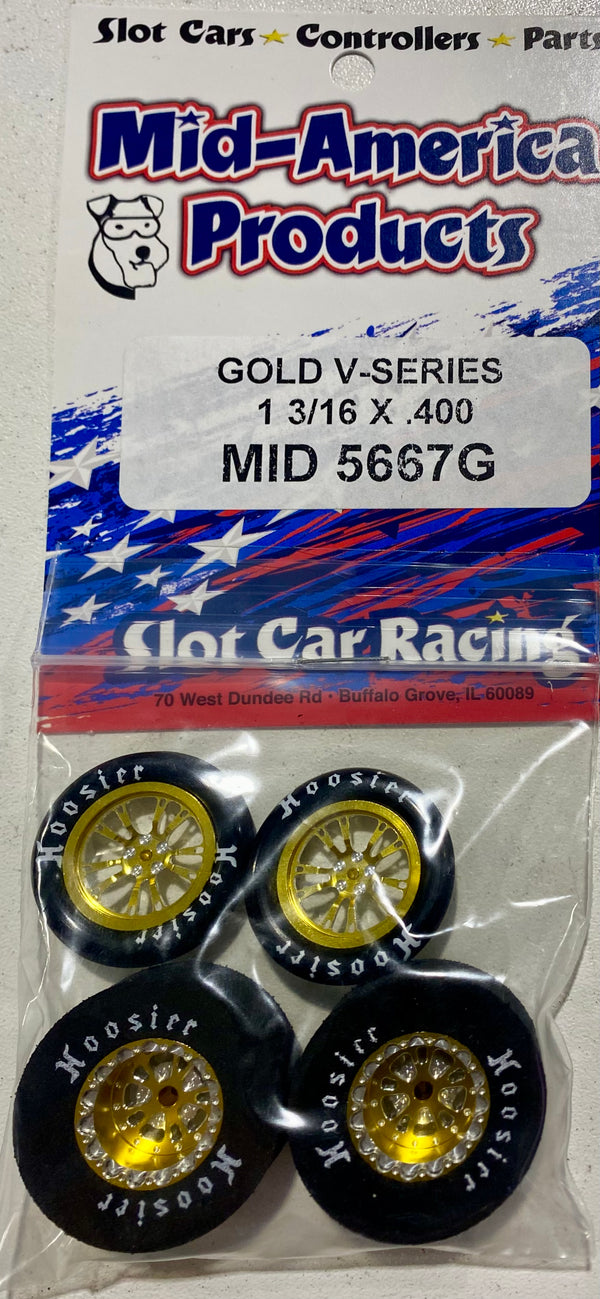 Slot Cars ★ Controllers ★ Parts
Mid-America
Products
GOLD V-SERIES
1 3/16 X .400
MID 5667G
Slot Car Racing
70 West Dundee Rd · Buffalo Grove, IL 60089
Hoosier
Hoosier
Hoosier
Hoosier
Hoosier
Hoosier
Hoosier
Hoosier